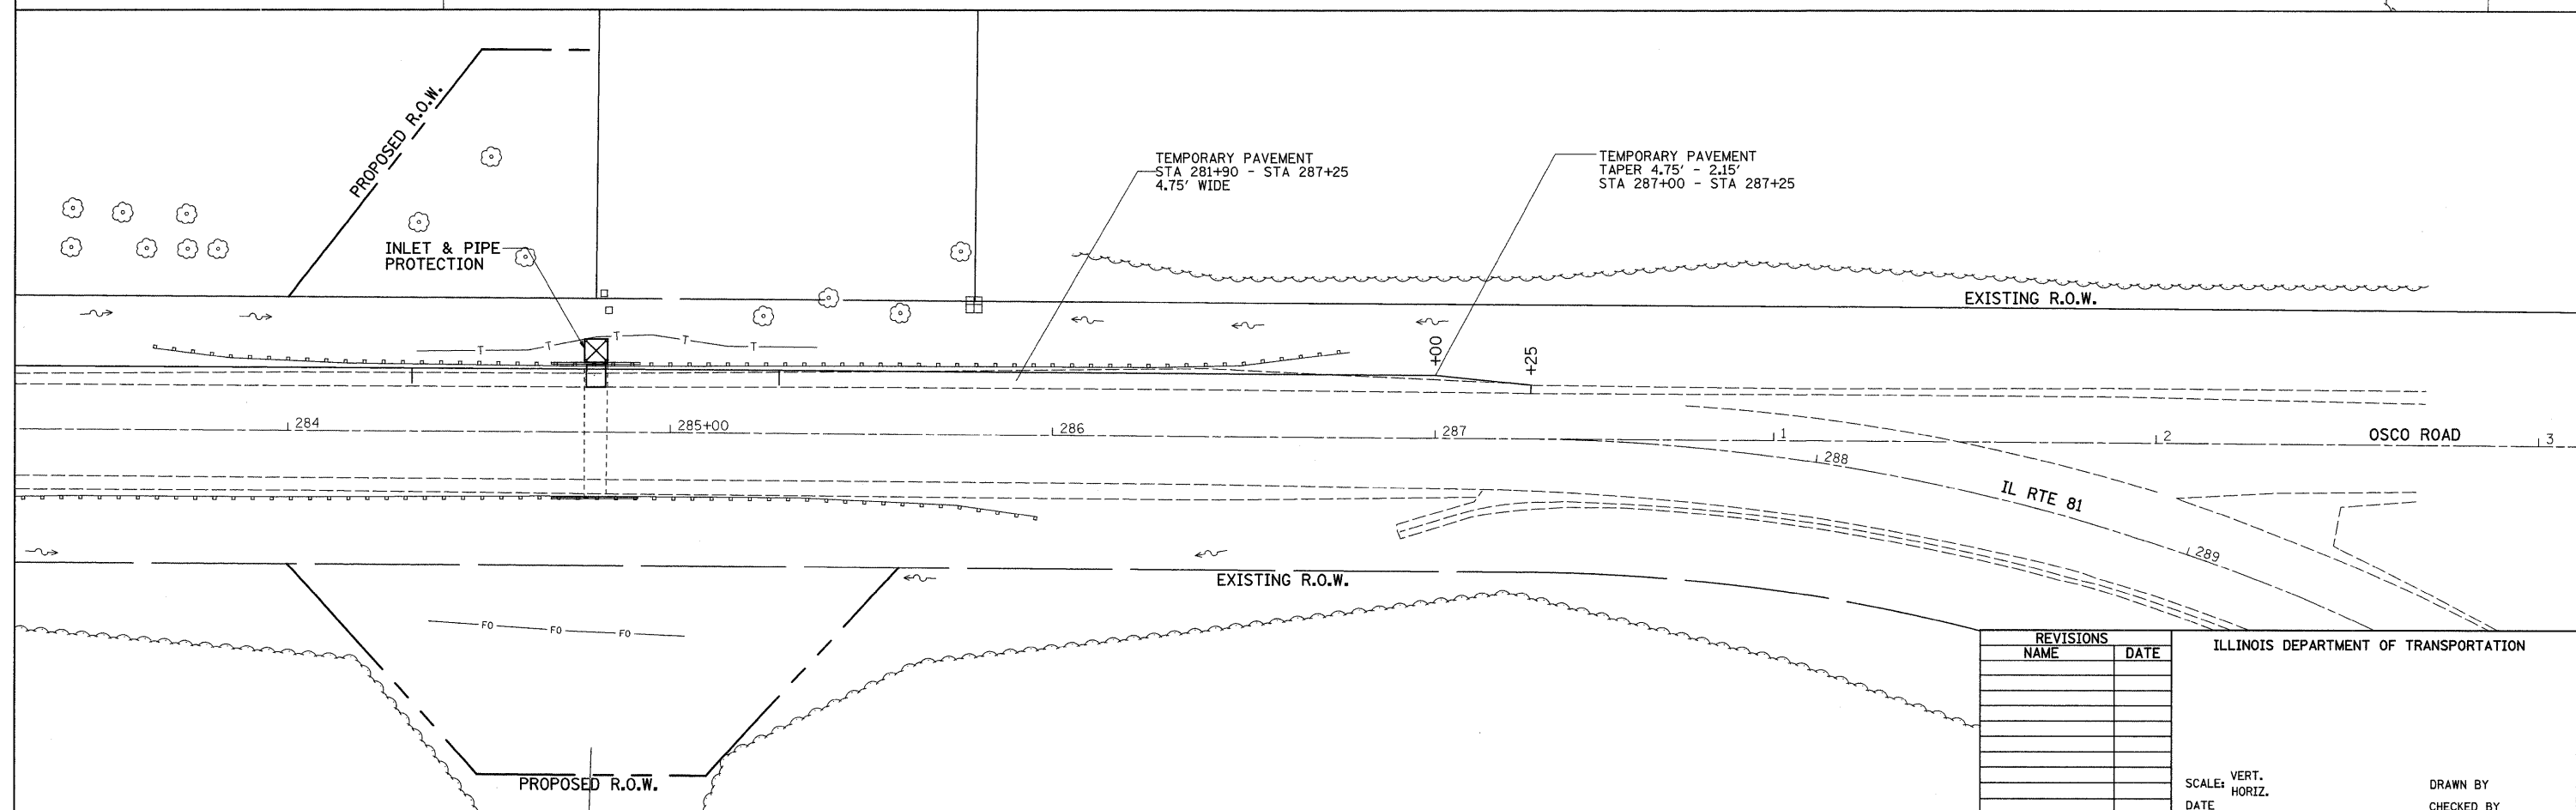 PROPOSED R.O.W.
TEMPORARY PAVEMENT
STA 281+90 - STA 287+25
4.75' WIDE
TEMPORARY PAVEMENT
TAPER 4.75' - 2.15'
STA 287+00 - STA 287+25
INLET & PIPE
PROTECTION
EXISTING R.O.W.
T T T T
+00
+25
284
285+00
286
287
1
2
OSCO ROAD
3
288
IL RTE 81
289
EXISTING R.O.W.
FO FO FO
PROPOSED R.O.W.
REVISIONS
NAME DATE
ILLINOIS DEPARTMENT OF TRANSPORTATION
SCALE: VERT.
HORIZ.
DATE
DRAWN BY
CHECKED BY